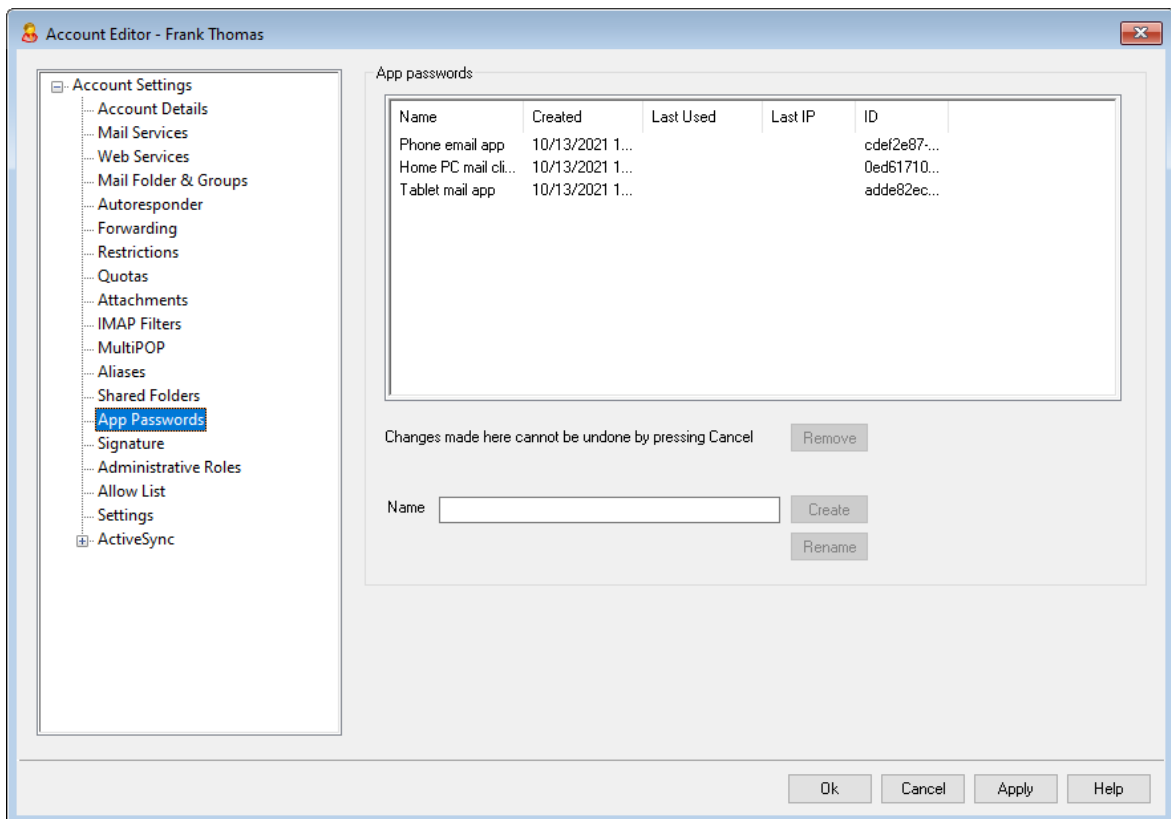 Account Editor - Frank Thomas
Account Settings
Account Details
Mail Services
Web Services
Mail Folder & Groups
Autoresponder
Forwarding
Restrictions
Quotas
Attachments
IMAP Filters
MultiPOP
Aliases
Shared Folders
App Passwords
Signature
Administrative Roles
Allow List
Settings
ActiveSync
App passwords
Name Created Last Used Last IP ID
Phone email app 10/13/2021 1... cdef2e87-...
Home PC mail cli... 10/13/2021 1... 0ed61710...
Tablet mail app 10/13/2021 1... adde82ec...
Changes made here cannot be undone by pressing Cancel Remove
Name Create
Rename
Ok Cancel Apply Help